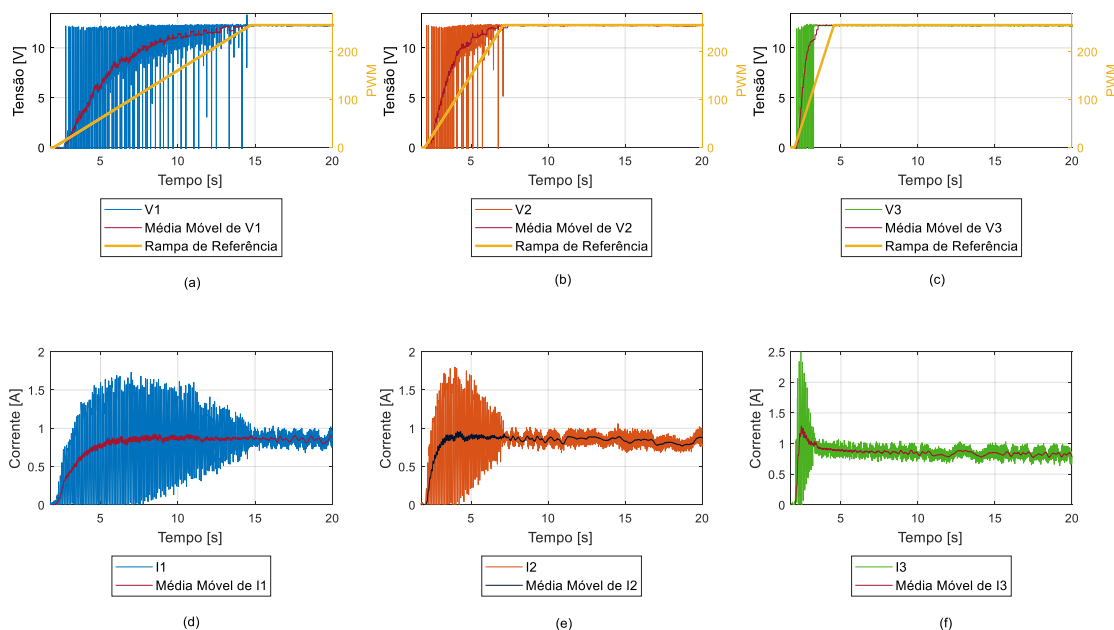 Tensão [V]
10
5
0
5
10
15
20
Tempo [s]
200
100
0
PWM
V1
Média Móvel de V1
Rampa de Referência
(a)
Tensão [V]
10
5
0
5
10
15
20
Tempo [s]
200
100
0
PWM
V2
Média Móvel de V2
Rampa de Referência
(b)
Tensão [V]
10
5
0
5
10
15
20
Tempo [s]
200
100
0
PWM
V3
Média Móvel de V3
Rampa de Referência
(c)
Corrente [A]
2
1.5
1
0.5
0
5
10
15
20
Tempo [s]
I1
Média Móvel de I1
(d)
Corrente [A]
2
1.5
1
0.5
0
5
10
15
20
Tempo [s]
I2
Média Móvel de I2
(e)
Corrente [A]
2.5
2
1.5
1
0.5
0
5
10
15
20
Tempo [s]
I3
Média Móvel de I3
(f)